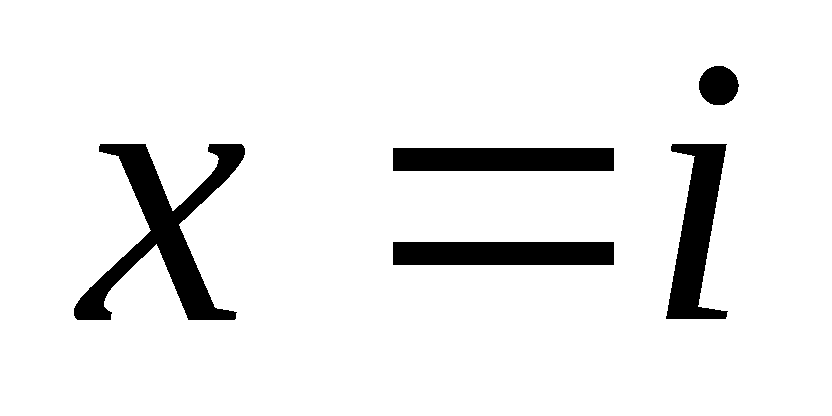 x = i